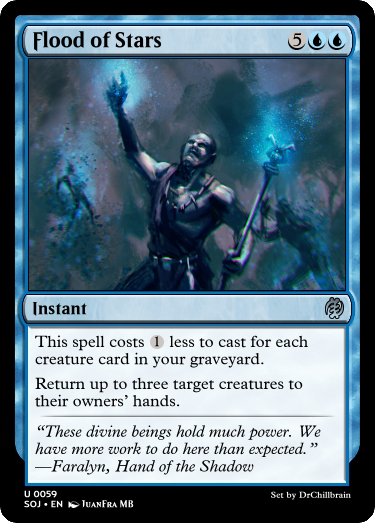 Flood of Stars 5
Instant
This spell costs 1 less to cast for each
creature card in your graveyard.
Return up to three target creatures to
their owners' hands.
“These divine beings hold much power. We
have more work to do here than expected.”
—Faralyn, Hand of the Shadow
U 0059
SOJ • EN JuanFra MB
Set by DrChillbrain